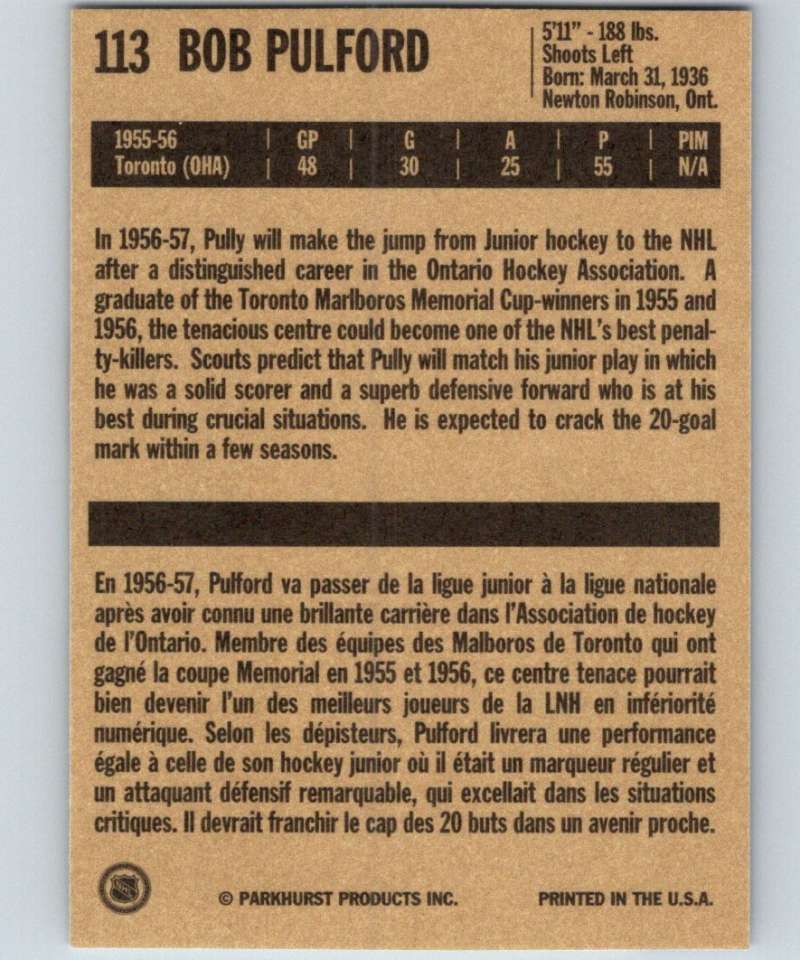 113 BOB PULFORD
5'11" - 188 lbs.
Shoots Left
Born: March 31, 1936
Newton Robinson, Ont.
1955-56 | GP | G | A | P | PIM
Toronto (OHA) | 48 | 30 | 25 | 55 | N/A
In 1956-57, Pully will make the jump from Junior hockey to the NHL
after a distinguished career in the Ontario Hockey Association. A
graduate of the Toronto Marlboros Memorial Cup-winners in 1955 and
1956, the tenacious centre could become one of the NHL's best penal-
ty-killers. Scouts predict that Pully will match his junior play in which
he was a solid scorer and a superb defensive forward who is at his
best during crucial situations. He is expected to crack the 20-goal
mark within a few seasons.
En 1956-57, Pulford va passer de la ligue junior à la ligue nationale
après avoir connu une brillante carrière dans l'Association de hockey
de l'Ontario. Membre des équipes des Malboros de Toronto qui ont
gagné la coupe Memorial en 1955 et 1956, ce centre tenace pourrait
bien devenir l'un des meilleurs joueurs de la LNH en infériorité
numérique. Selon les dépisteurs, Pulford livrera une performance
égale à celle de son hockey junior où il était un marqueur régulier et
un attaquant défensif remarquable, qui excellait dans les situations
critiques. Il devrait franchir le cap des 20 buts dans un avenir proche.
NHL
© PARKHURST PRODUCTS INC. PRINTED IN THE U.S.A.